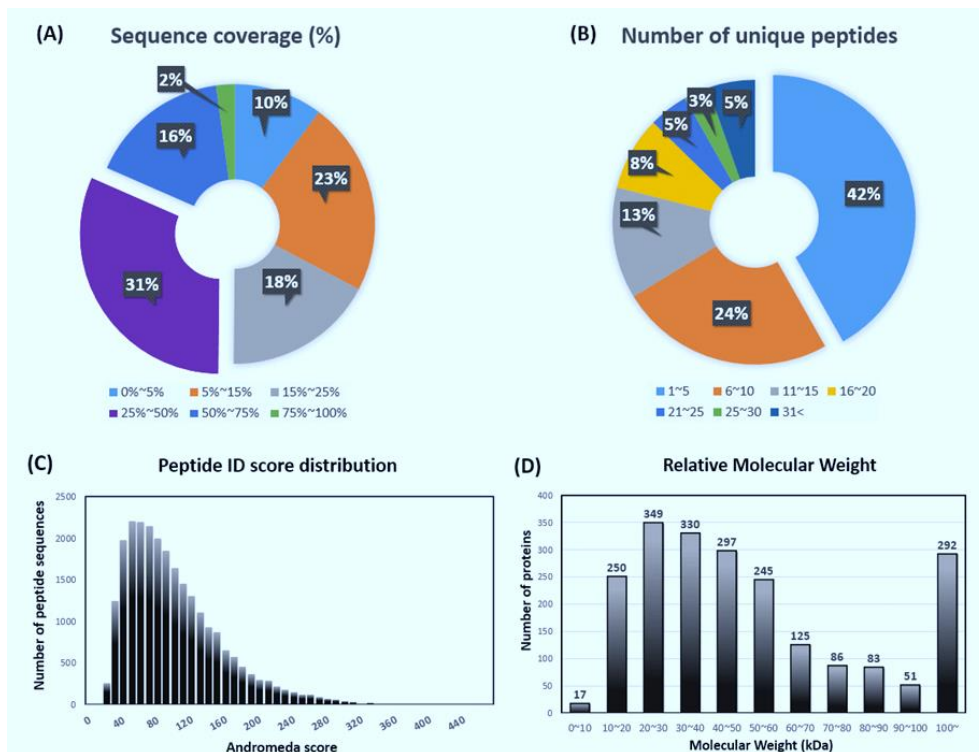 (A) Sequence coverage (%)
2%
10%
16%
23%
31%
18%
0%~5% 5%~15% 15%~25%
25%~50% 50%~75% 75%~100%
(B) Number of unique peptides
3% 5%
5%
8%
42%
13%
24%
1~5 6~10 11~15 16~20
21~25 25~30 31<
(C) Peptide ID score distribution
Number of peptide sequences
2500
2000
1500
1000
500
0
0 40 80 120 160 200 240 280 320 360 400 440
Andromeda score
(D) Relative Molecular Weight
Number of proteins
400
350
300
250
200
150
100
50
0
17 250 349 330 297 245 125 86 83 51 292
0~10 10~20 20~30 30~40 40~50 50~60 60~70 70~80 80~90 90~100 100~
Molecular Weight (kDa)